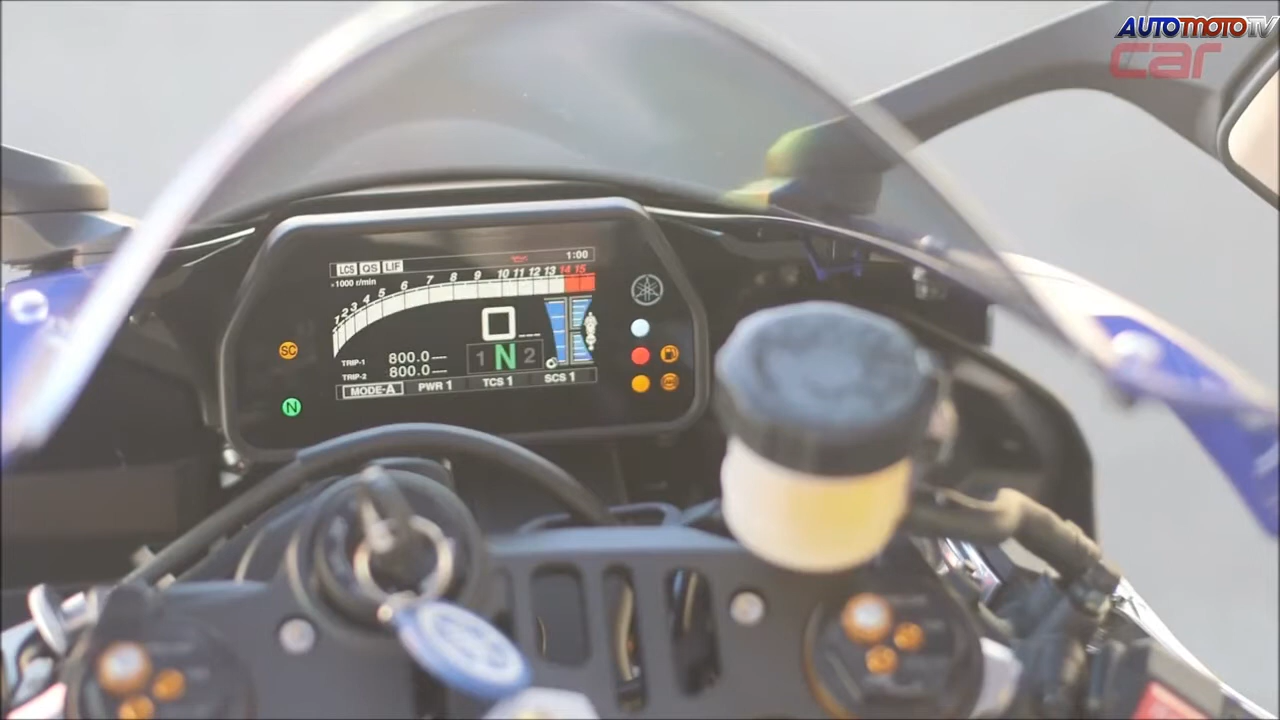 AUTOMOTOTV
car
LCS QS LIF
1:00
×1000 r/min
1 2 3 4 5 6 7 8 9 10 11 12 13 14 15
0
TRIP-1 800.0
1 N 2
TRIP-2 800.0
MODE-A PWR 1 TCS 1 SCS 1
SC
N